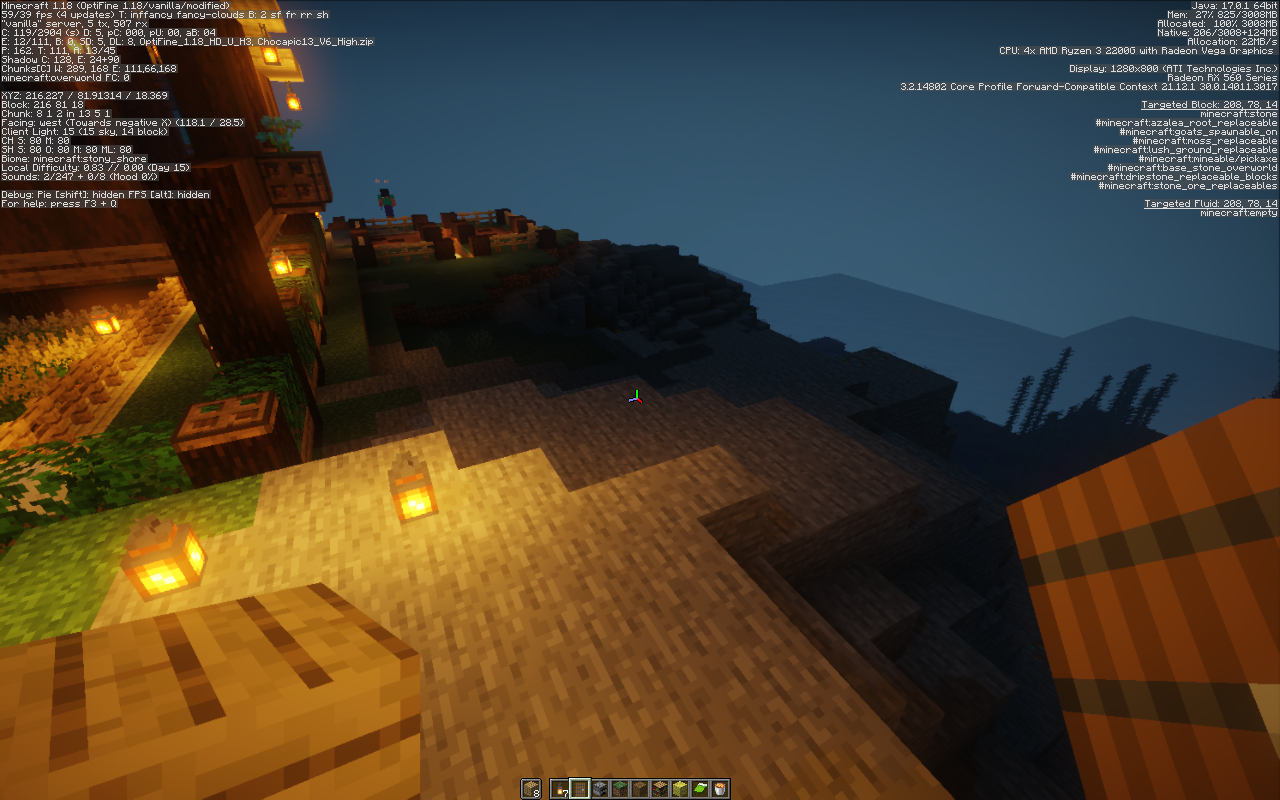 Minecraft 1.18 (OptiFine 1.18/vanilla/modified)
59/39 fps (4 updates) T: inffancy fancy-clouds B: 2 sf fr rr sh
"vanilla" server, 5 tx, 507 rx
C: 119/2904 (s) D: 5, pC: 000, pU: 00, aB: 04
E: 12/111, B: 0, SD: 5, DL: 8, OptiFine_1.18_HD_U_H3, Chocapic13_V6_High.zip
P: 162. T: 111, A: 13/45
Shadow C: 128, E: 24+90
Chunks[C] W: 289, 168 E: 111,66,168
minecraft:overworld FC: 0
XYZ: 216.227 / 81.91314 / 18.369
Block: 216 81 18
Chunk: 8 1 2 in 13 5 1
Facing: west (Towards negative X) (118.1 / 28.5)
Client Light: 15 (15 sky, 14 block)
CH S: 80 M: 80
SH S: 80 O: 80 M: 80 ML: 80
Biome: minecraft:stony_shore
Local Difficulty: 0.83 // 0.00 (Day 15)
Sounds: 2/247 + 0/8 (Mood 0%)
Debug: Pie [shift]: hidden FPS [alt]: hidden
For help: press F3 + Q
Java: 17.0.1 64bit
Mem: 27% 825/3008MB
Allocated: 100% 3008MB
Native: 206/3008+124MB
Allocation: 22MB/s
CPU: 4x AMD Ryzen 3 2200G with Radeon Vega Graphics
Display: 1280x800 (ATI Technologies Inc.)
Radeon RX 560 Series
3.2.14802 Core Profile Forward-Compatible Context 21.12.1 30.0.14011.3017
Targeted Block: 208, 78, 14
minecraft:stone
#minecraft:azalea_root_replaceable
#minecraft:goats_spawnable_on
#minecraft:moss_replaceable
#minecraft:lush_ground_replaceable
#minecraft:mineable/pickaxe
#minecraft:base_stone_overworld
#minecraft:dripstone_replaceable_blocks
#minecraft:stone_ore_replaceables
Targeted Fluid: 208, 78, 14
minecraft:empty
8 7